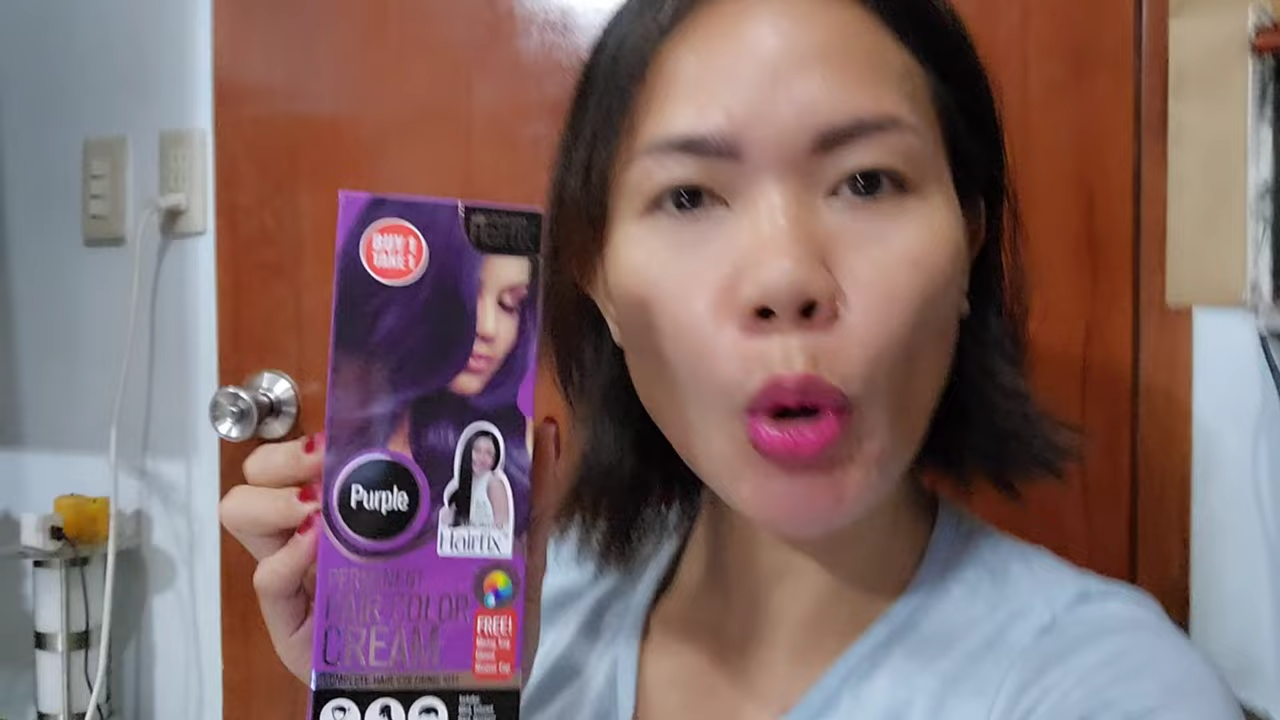 BUY 1
TAKE 1
Purple
Hairfix
PERMANENT
HAIR COLOR
CREAM
COMPLETE HAIR COLORING KIT
FREE!